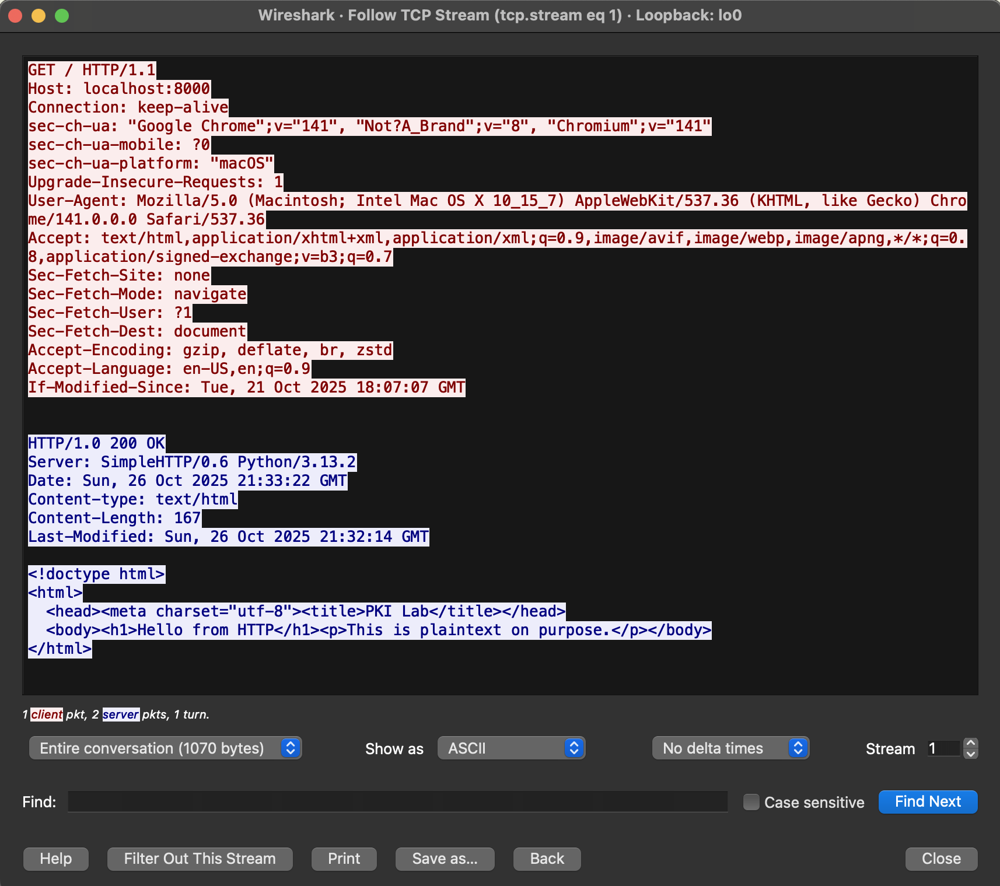 Wireshark · Follow TCP Stream (tcp.stream eq 1) · Loopback: lo0
GET / HTTP/1.1
Host: localhost:8000
Connection: keep-alive
sec-ch-ua: "Google Chrome";v="141", "Not?A_Brand";v="8", "Chromium";v="141"
sec-ch-ua-mobile: ?0
sec-ch-ua-platform: "macOS"
Upgrade-Insecure-Requests: 1
User-Agent: Mozilla/5.0 (Macintosh; Intel Mac OS X 10_15_7) AppleWebKit/537.36 (KHTML, like Gecko) Chro
me/141.0.0.0 Safari/537.36
Accept: text/html,application/xhtml+xml,application/xml;q=0.9,image/avif,image/webp,image/apng,*/*;q=0.
8,application/signed-exchange;v=b3;q=0.7
Sec-Fetch-Site: none
Sec-Fetch-Mode: navigate
Sec-Fetch-User: ?1
Sec-Fetch-Dest: document
Accept-Encoding: gzip, deflate, br, zstd
Accept-Language: en-US,en;q=0.9
If-Modified-Since: Tue, 21 Oct 2025 18:07:07 GMT
HTTP/1.0 200 OK
Server: SimpleHTTP/0.6 Python/3.13.2
Date: Sun, 26 Oct 2025 21:33:22 GMT
Content-type: text/html
Content-Length: 167
Last-Modified: Sun, 26 Oct 2025 21:32:14 GMT
<!doctype html>
<html>
  <head><meta charset="utf-8"><title>PKI Lab</title></head>
  <body><h1>Hello from HTTP</h1><p>This is plaintext on purpose.</p></body>
</html>
1 client pkt, 2 server pkts, 1 turn.
Entire conversation (1070 bytes) Show as ASCII No delta times Stream 1
Find: Case sensitive Find Next
Help Filter Out This Stream Print Save as... Back Close